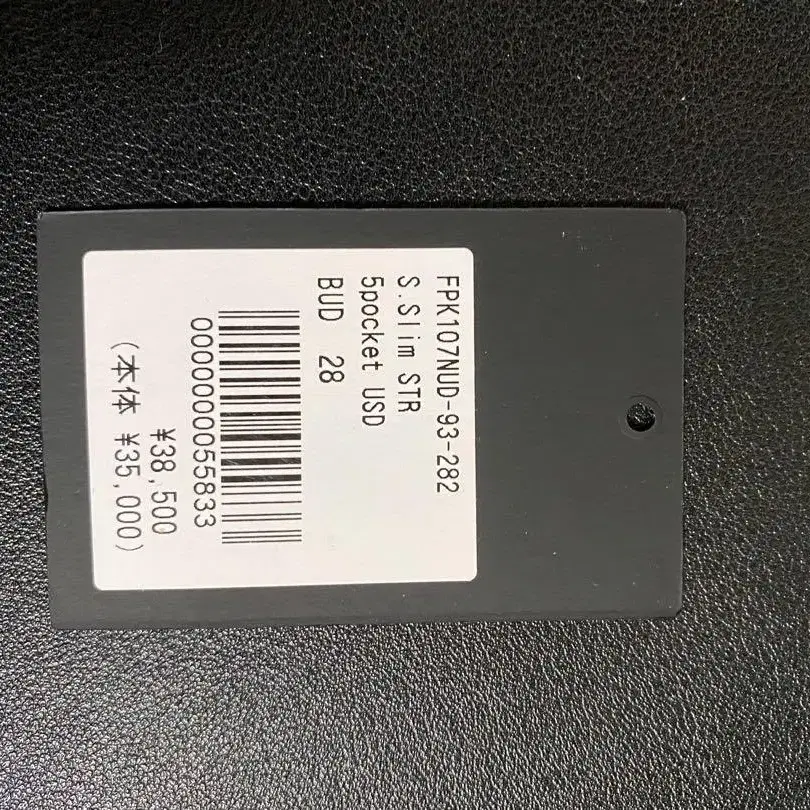 FPK107NUD-93-282
S.Slim STR
5pocket USD
BUD 28
0000000055833
¥38,500
(本体 ¥35,000)